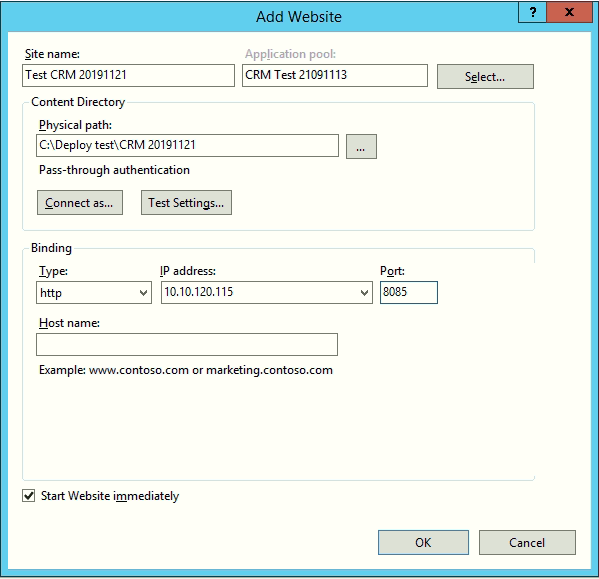 Add Website
?
x
Site name:
Application pool:
Test CRM 20191121
CRM Test 21091113
Select...
Content Directory
Physical path:
C:\Deploy test\CRM 20191121
...
Pass-through authentication
Connect as...
Test Settings...
Binding
Type:
IP address:
Port:
http
10.10.120.115
8085
Host name:
Example: www.contoso.com or marketing.contoso.com
Start Website immediately
OK
Cancel